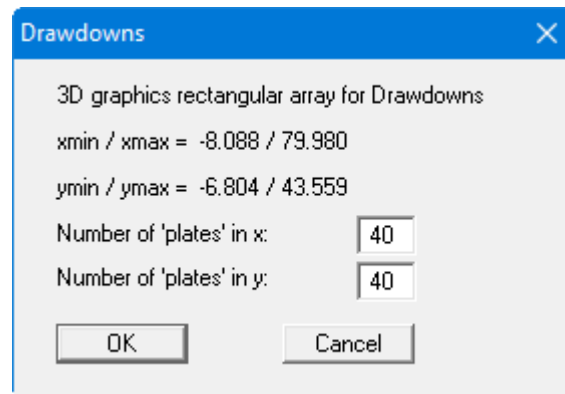 Drawdowns
3D graphics rectangular array for Drawdowns
xmin / xmax = -8.088 / 79.980
ymin / ymax = -6.804 / 43.559
Number of 'plates' in x: 40
Number of 'plates' in y: 40
OK Cancel